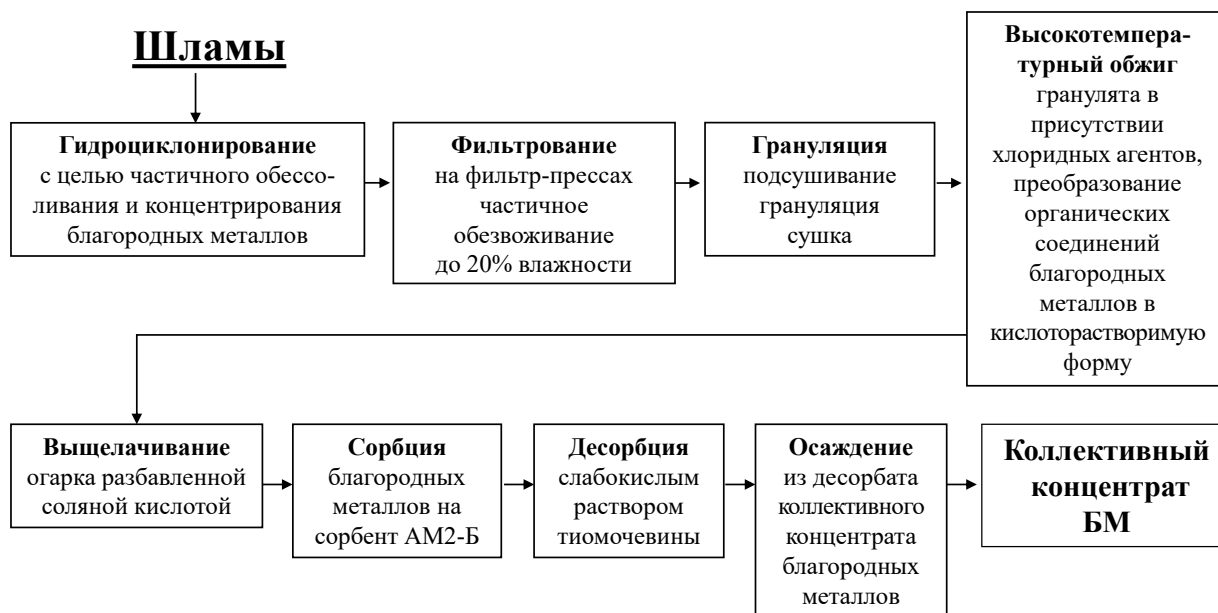 Шламы
Гидроциклонирование
с целью частичного обессо-
ливания и концентрирования
благородных металлов
Фильтрование
на фильтр-прессах
частичное
обезвоживание
до 20% влажности
Грануляция
подсушивание
грануляция
сушка
Высокотемпера-
турный обжиг
гранулята в
присутствии
хлоридных агентов,
преобразование
органических
соединений
благородных
металлов в
кислоторастворимую
форму
Выщелачивание
огарка разбавленной
соляной кислотой
Сорбция
благородных
металлов на
сорбент АМ2-Б
Десорбция
слабокислым
раствором
тиомочевины
Осаждение
из десорбата
коллективного
концентрата
благородных
металлов
Коллективный
концентрат
БМ